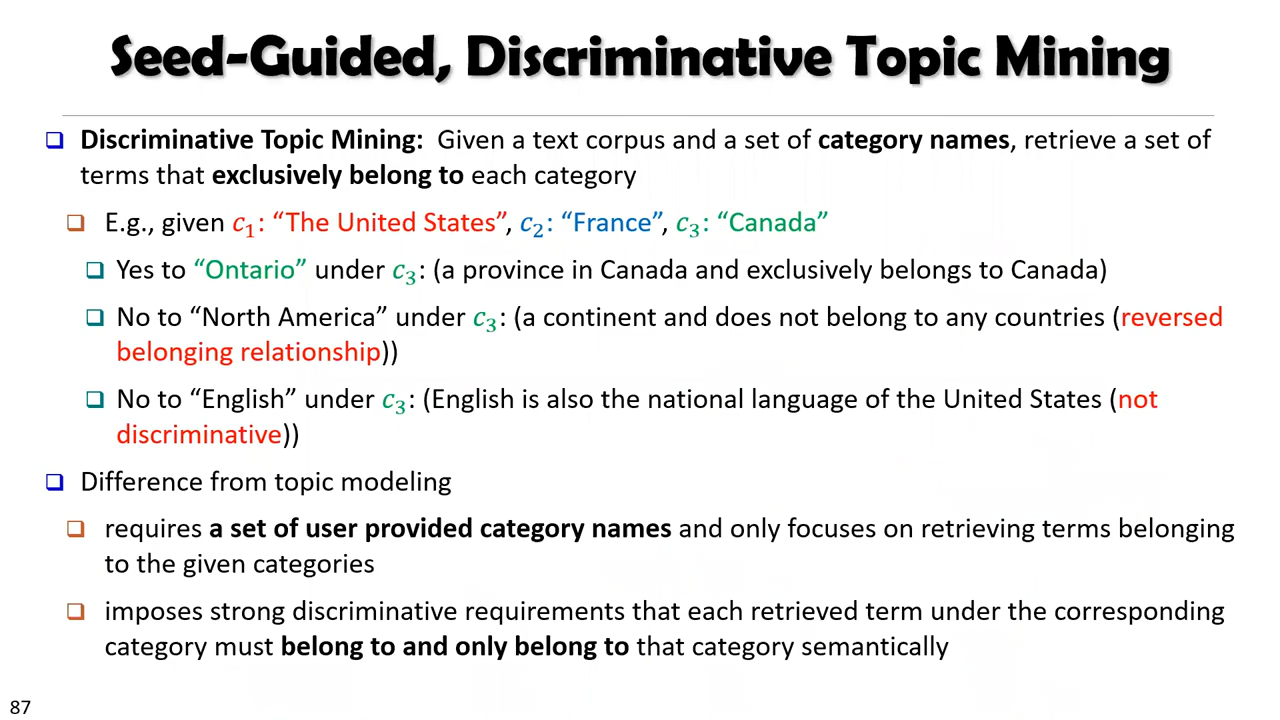 Seed-Guided, Discriminative Topic Mining
Discriminative Topic Mining: Given a text corpus and a set of category names, retrieve a set of
terms that exclusively belong to each category
E.g., given c₁: “The United States”, c₂: “France”, c₃: “Canada”
Yes to “Ontario” under c₃: (a province in Canada and exclusively belongs to Canada)
No to “North America” under c₃: (a continent and does not belong to any countries (reversed
belonging relationship))
No to “English” under c₃: (English is also the national language of the United States (not
discriminative))
Difference from topic modeling
requires a set of user provided category names and only focuses on retrieving terms belonging
to the given categories
imposes strong discriminative requirements that each retrieved term under the corresponding
category must belong to and only belong to that category semantically
87